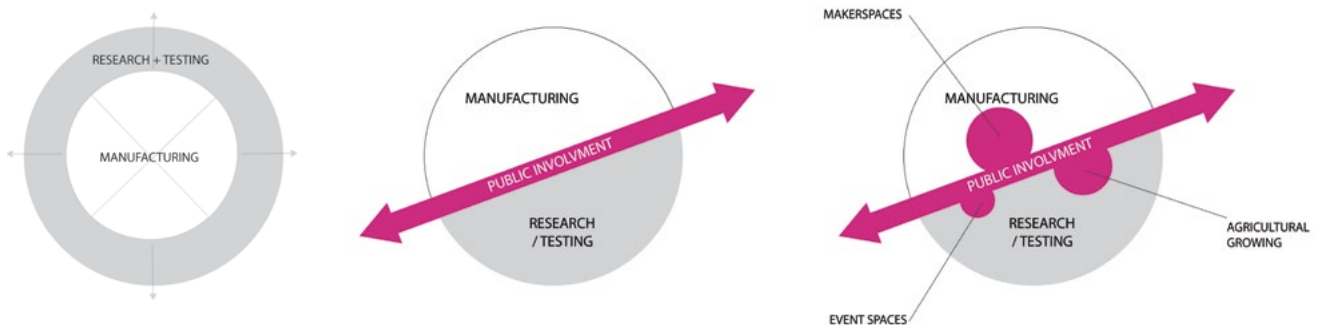 RESEARCH + TESTING
MANUFACTURING
MANUFACTURING
PUBLIC INVOLVMENT
RESEARCH
/ TESTING
MAKERSPACES
MANUFACTURING
PUBLIC INVOLVMENT
RESEARCH
/ TESTING
AGRICULTURAL
GROWING
EVENT SPACES